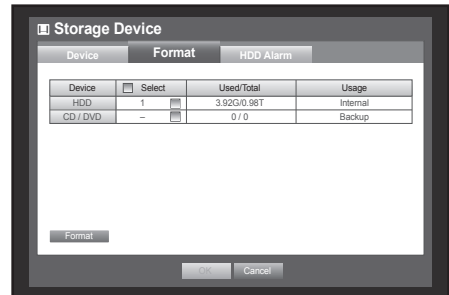 Storage Device
Device Format HDD Alarm
Device Select Used/Total Usage
HDD 1 3.92G/0.98T Internal
CD / DVD – 0 / 0 Backup
Format
OK Cancel